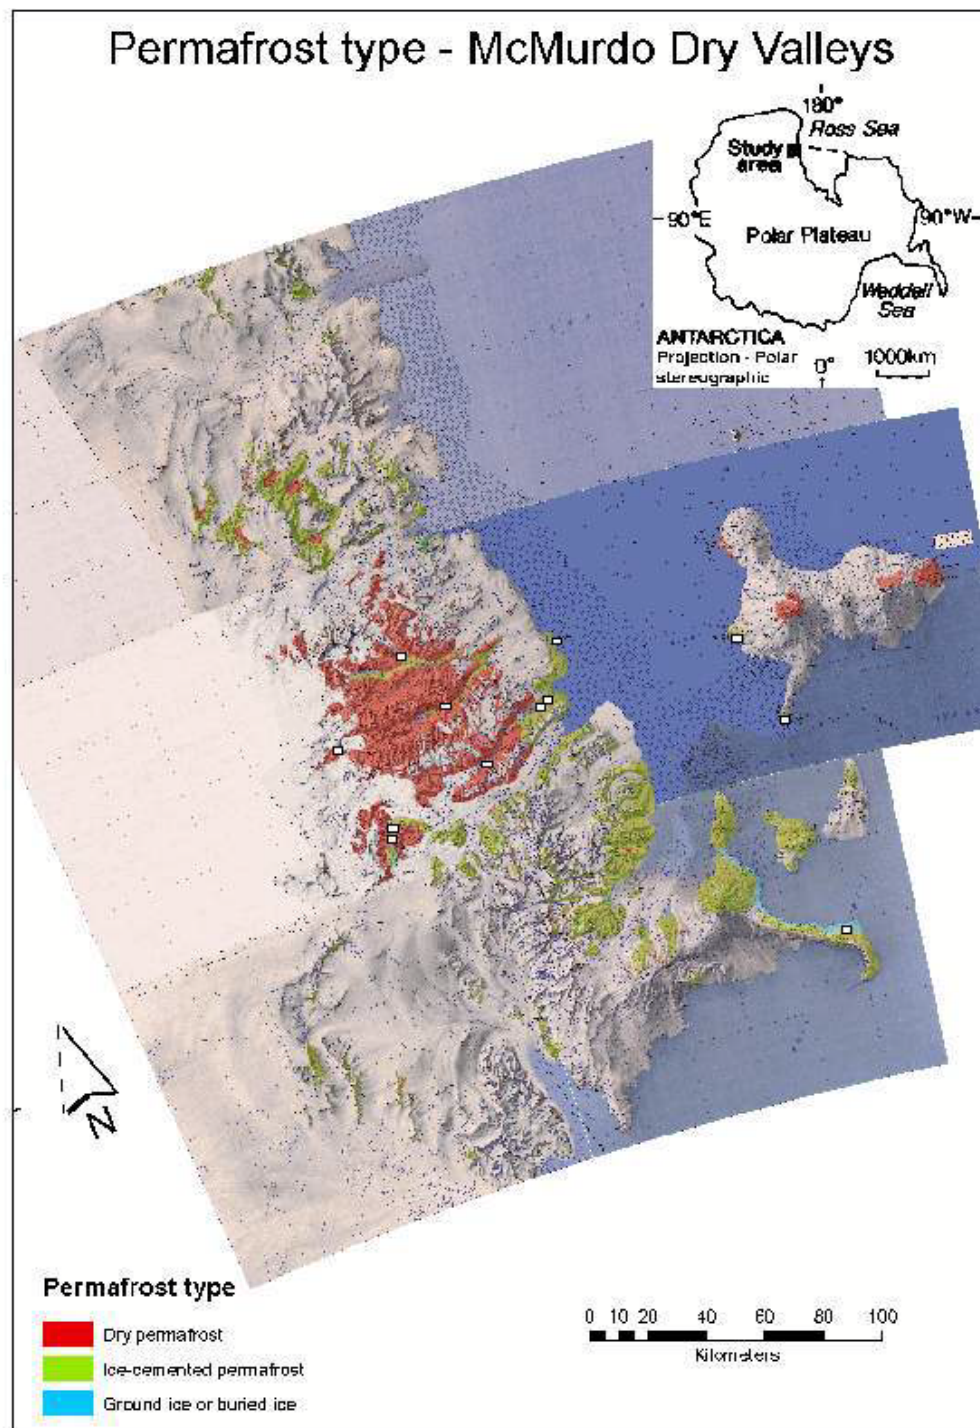 Permafrost type - McMurdo Dry Valleys
180°
Ross Sea
Study
area
90°E
90°W
Polar Plateau
Weddell
Sea
ANTARCTICA
Projection - Polar
stereographic
0°
1000km
N
Permafrost type
Dry permafrost
Ice-cemented permafrost
Ground ice or buried ice
0 10 20 40 60 80 100
Kilometers